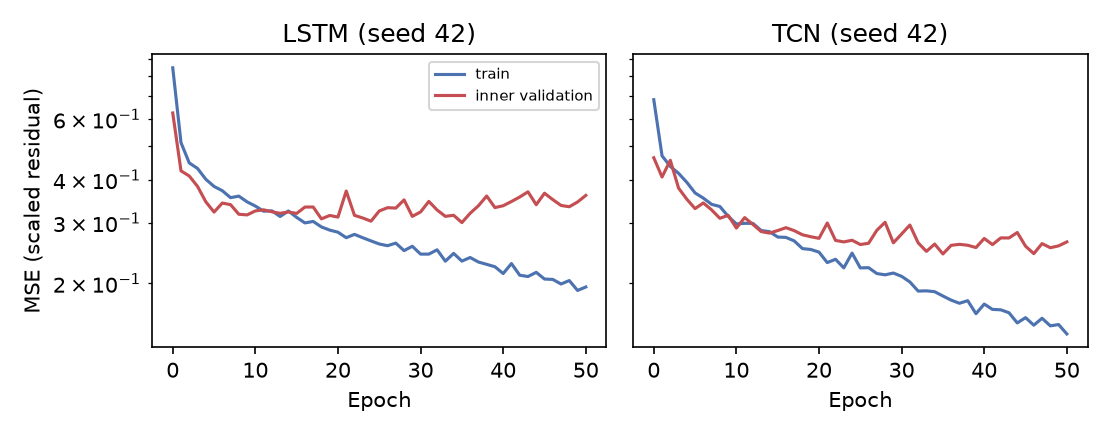 LSTM (seed 42)
TCN (seed 42)
train
inner validation
MSE (scaled residual)
6 × 10⁻¹
4 × 10⁻¹
3 × 10⁻¹
2 × 10⁻¹
0 10 20 30 40 50
0 10 20 30 40 50
Epoch
Epoch